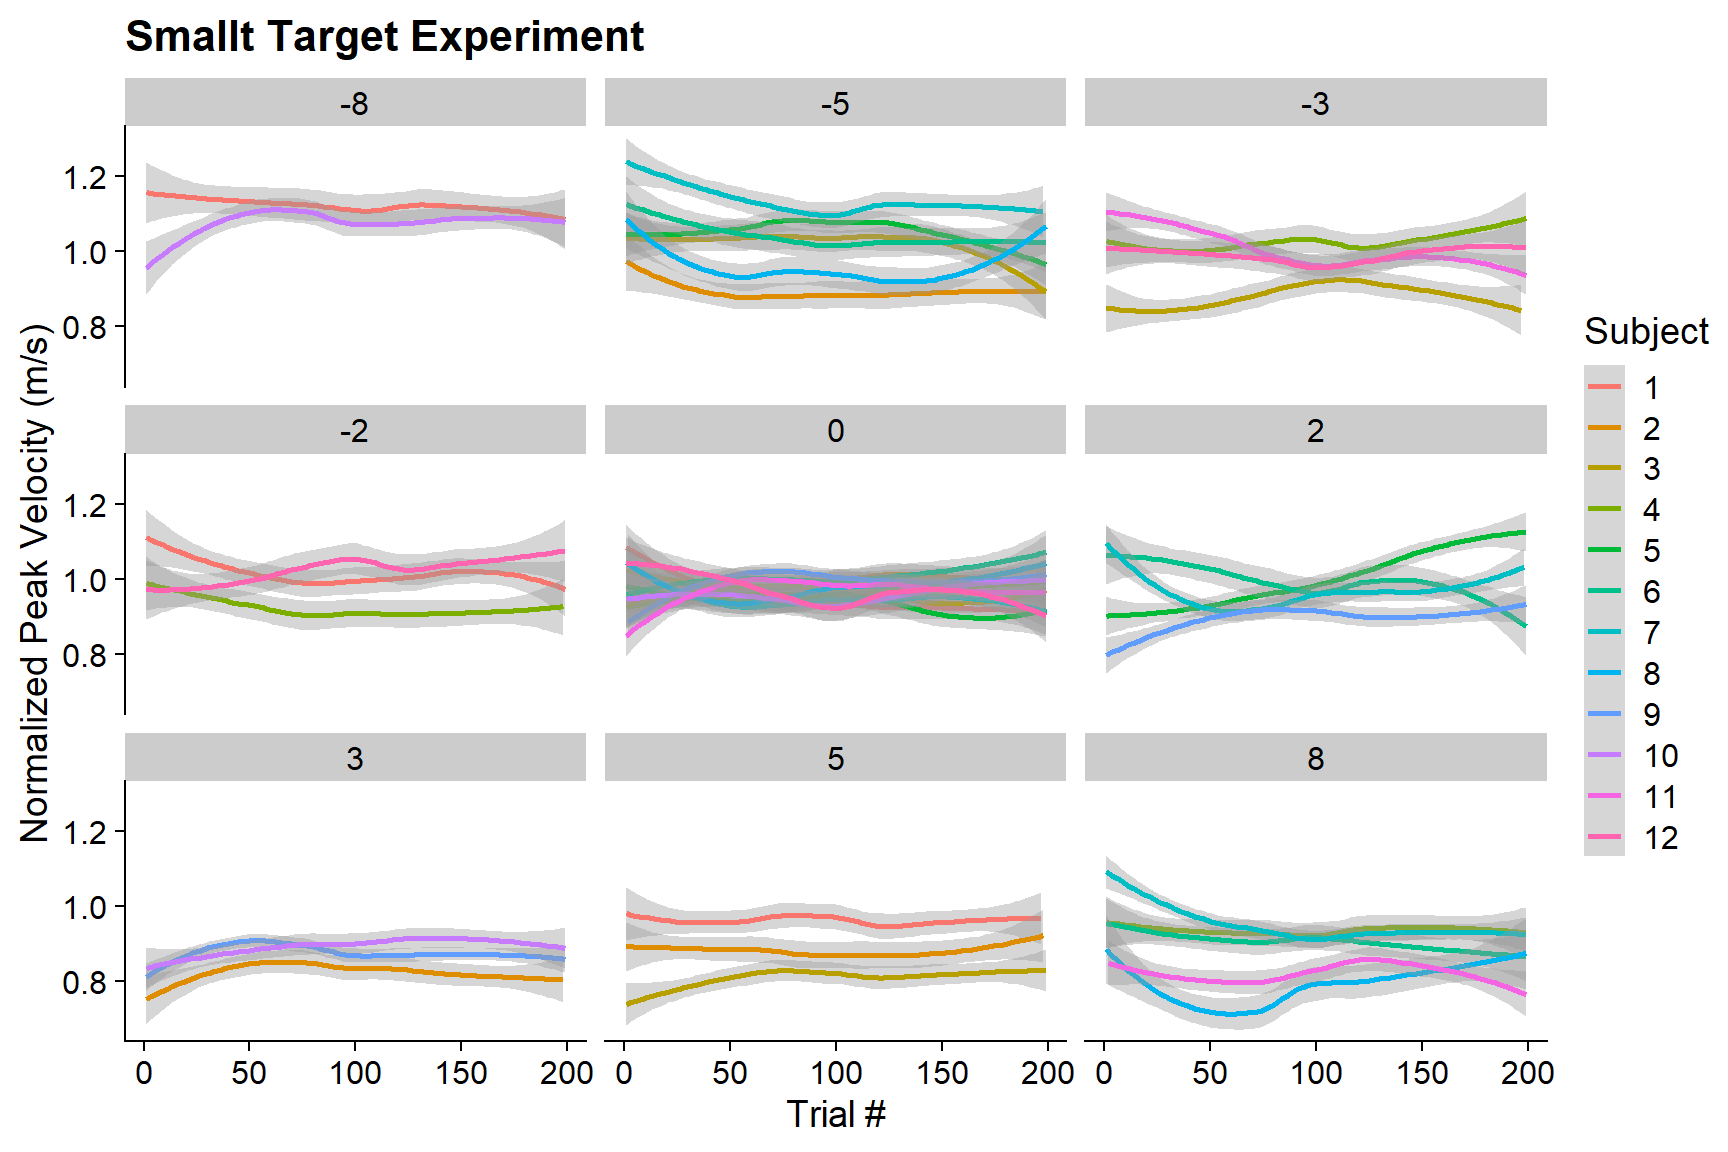 Smallt Target Experiment
-8 -5 -3
1.2
1.0
0.8
-2 0 2
1.2
1.0
0.8
3 5 8
1.2
1.0
0.8
0 50 100 150 200 0 50 100 150 200 0 50 100 150 200
Trial #
Normalized Peak Velocity (m/s)
Subject
1
2
3
4
5
6
7
8
9
10
11
12